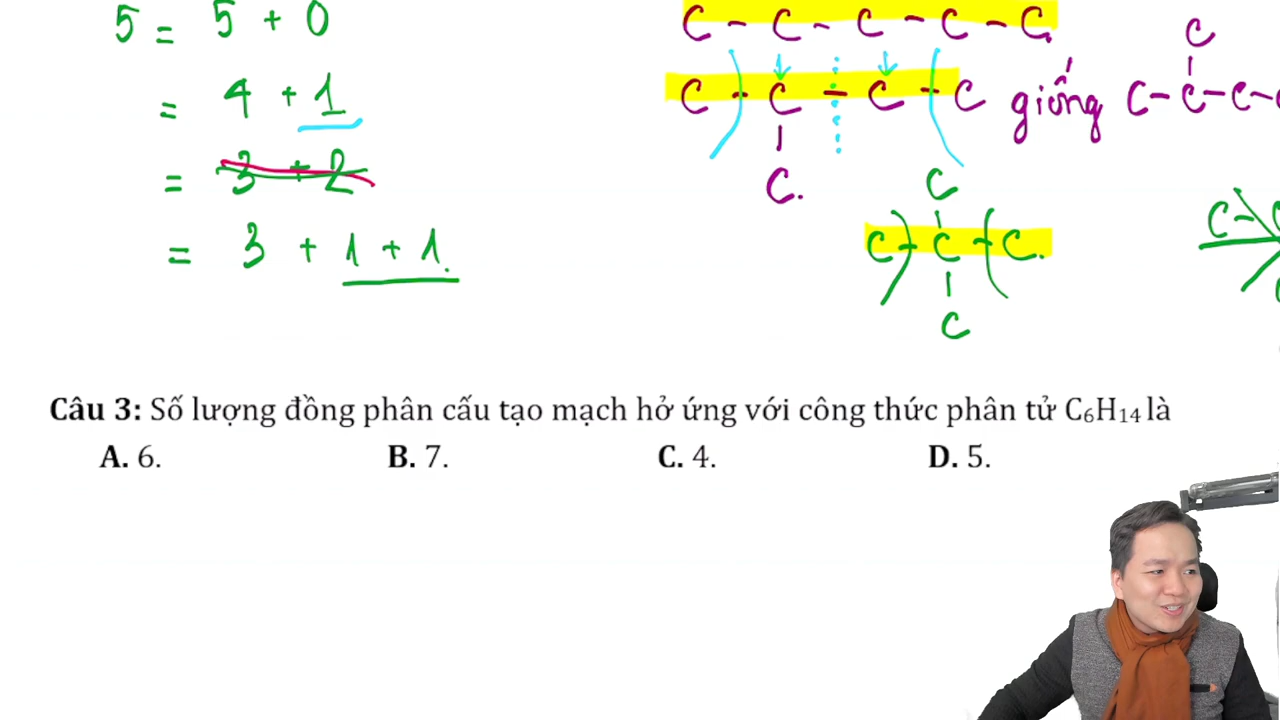 5 = 5 + 0
= 4 + 1
= 3 + 2
= 3 + 1 + 1.
C - C - C - C - C.
C
C - C - C - C giống C - C - C -
C.
C
C - C - C.
C
C -
Câu 3: Số lượng đồng phân cấu tạo mạch hở ứng với công thức phân tử C₆H₁₄ là
A. 6. B. 7. C. 4. D. 5.